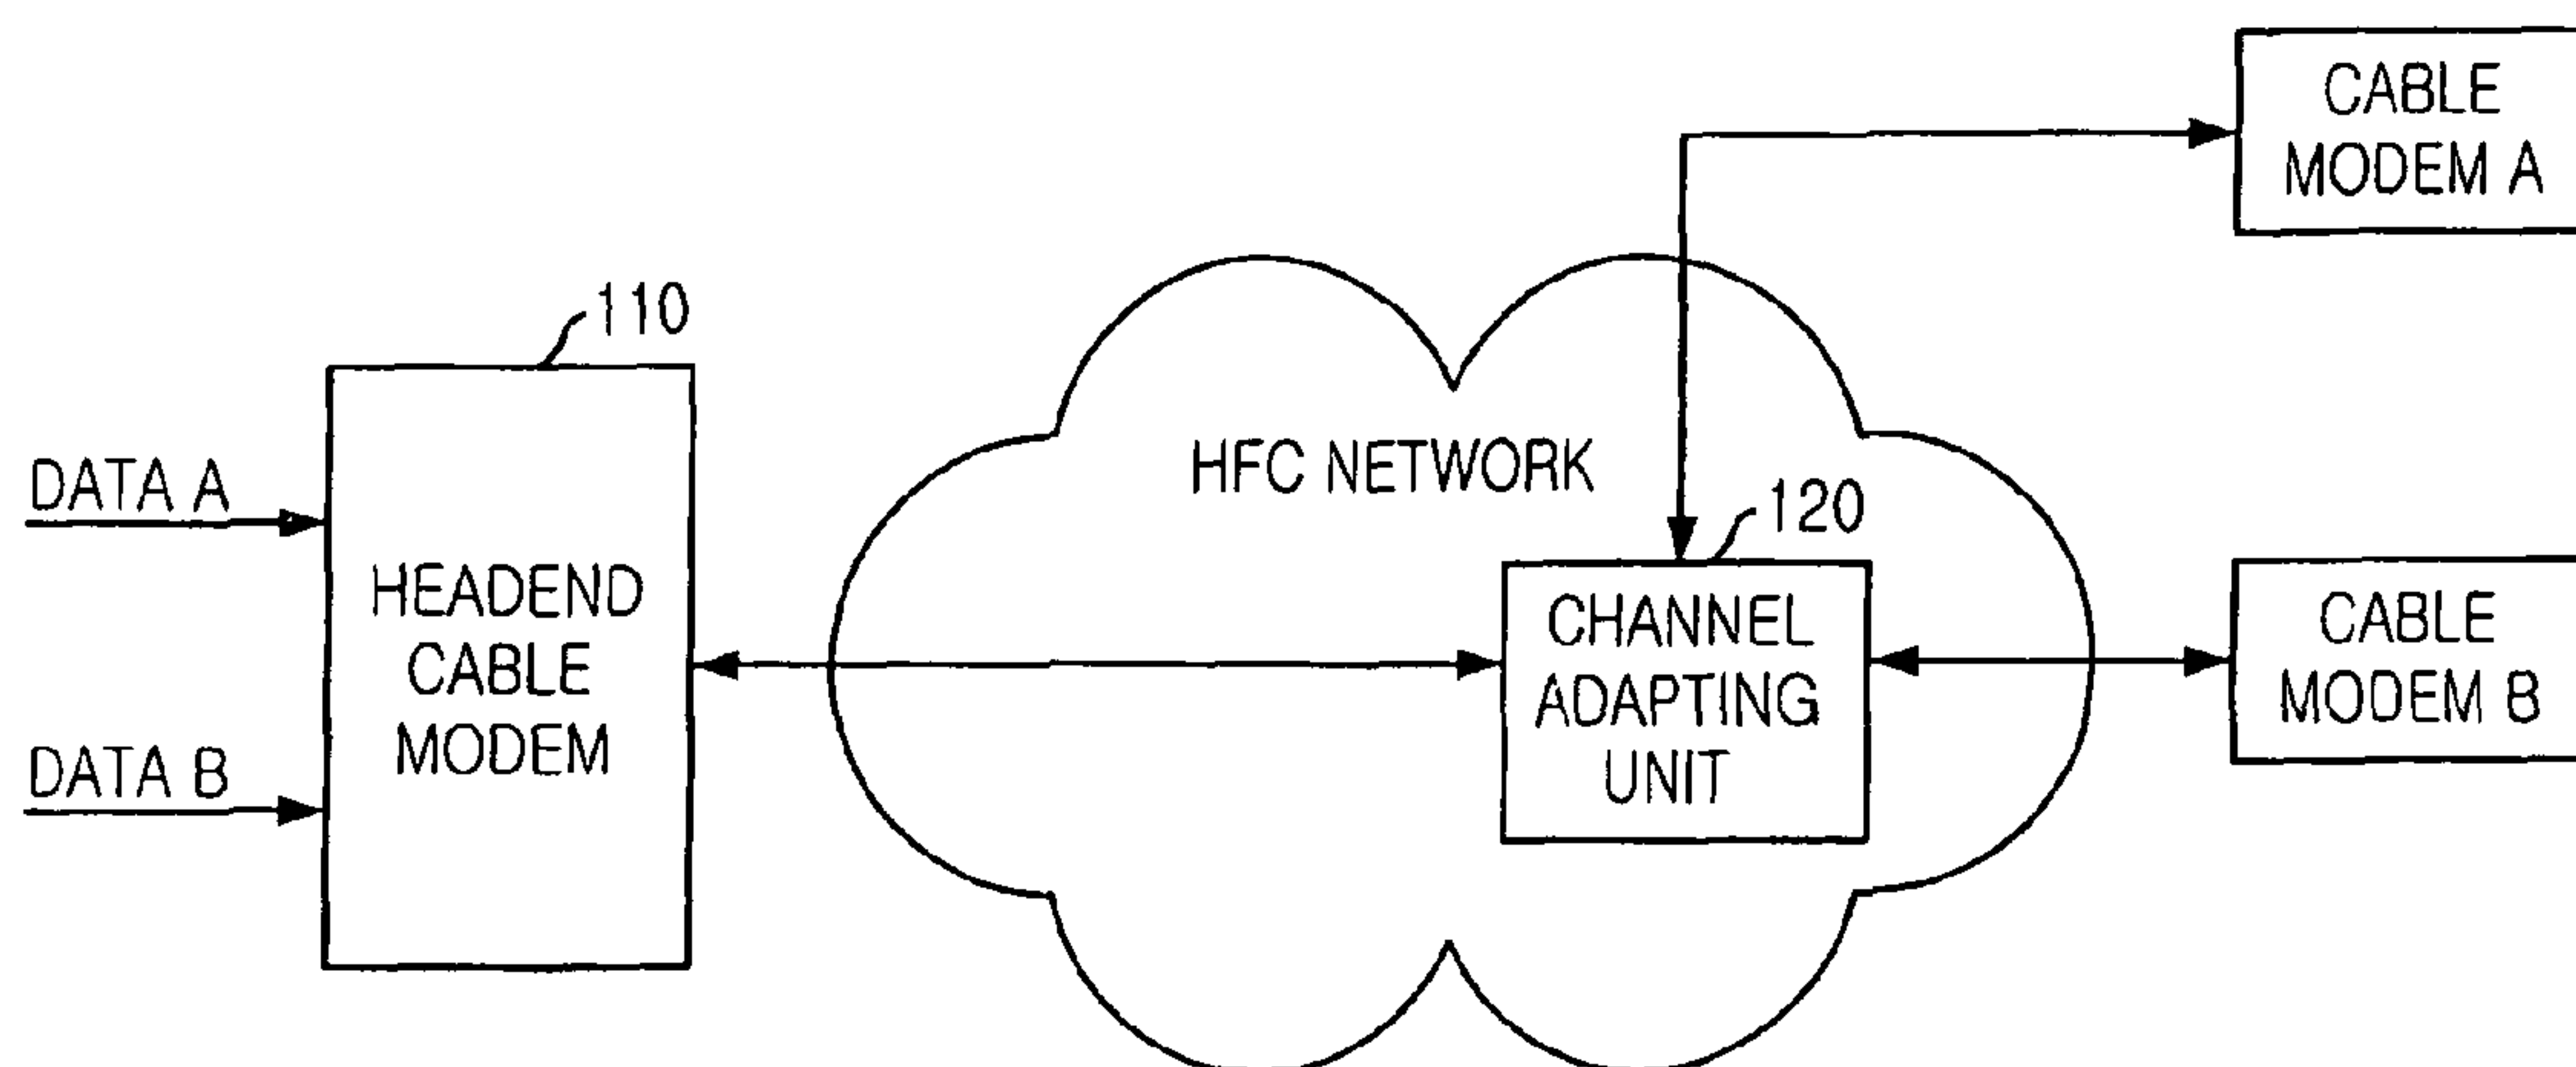 CABLE
MODEM A
110
HFC NETWORK
DATA A
120
HEADEND
CABLE
MODEM
CHANNEL
ADAPTING
UNIT
CABLE
MODEM B
DATA B